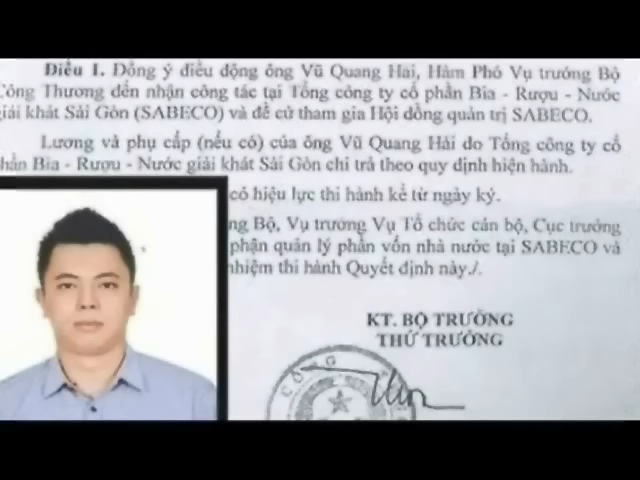 Điều 1. Đồng ý điều động ông Vũ Quang Hải, Hàm Phó Vụ trưởng Bộ
Công Thương đến nhận công tác tại Tổng công ty cổ phần Bia - Rượu - Nước
giải khát Sài Gòn (SABECO) và đề cử tham gia Hội đồng quản trị SABECO.
Lương và phụ cấp (nếu có) của ông Vũ Quang Hải do Tổng công ty cổ
phần Bia - Rượu - Nước giải khát Sài Gòn chi trả theo quy định hiện hành.
có hiệu lực thi hành kể từ ngày ký.
ng Bộ, Vụ trưởng Vụ Tổ chức cán bộ, Cục trưởng
phận quản lý phần vốn nhà nước tại SABECO và
nhiệm thi hành Quyết định này./.
KT. BỘ TRƯỞNG
THỨ TRƯỞNG
CÔNG